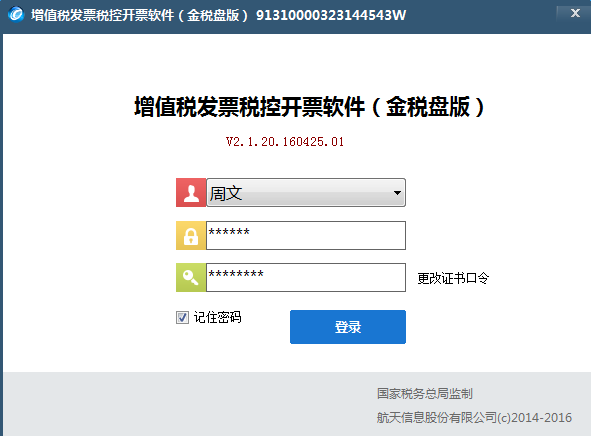 增值税发票税控开票软件（金税盘版） 91310000323144543W
增值税发票税控开票软件（金税盘版）
V2.1.20.160425.01
周文
******
********
更改证书口令
记住密码
登录
国家税务总局监制
航天信息股份有限公司(c)2014-2016